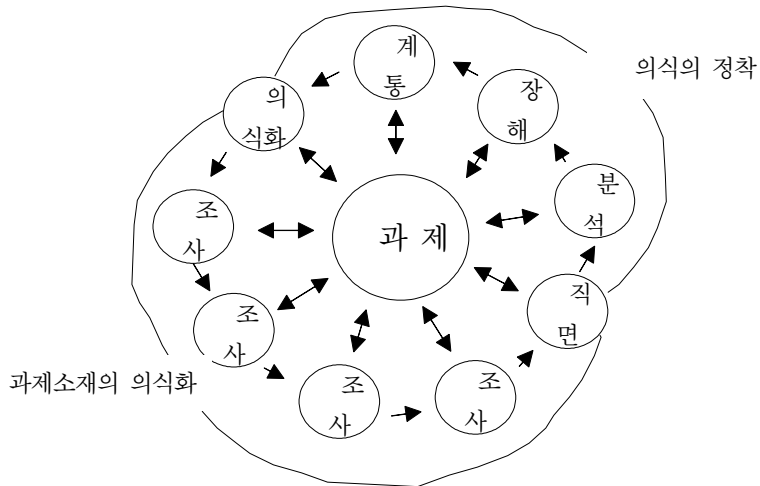 계
통
의식의 정착
의
식화
장
해
분
석
조
사
과 제
직
면
조
사
과제소재의 의식화
조
사
조
사